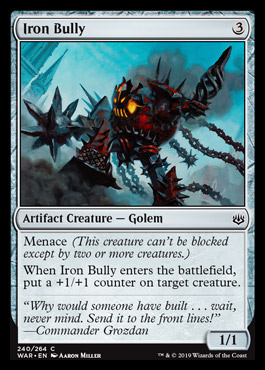 Iron Bully 3
Artifact Creature — Golem
Menace (This creature can't be blocked
except by two or more creatures.)
When Iron Bully enters the battlefield,
put a +1/+1 counter on target creature.
“Why would someone have built . . . wait,
never mind. Send it to the front lines!”
—Commander Grozdan
1/1
240/264 C
WAR • EN Aaron Miller
™ & © 2019 Wizards of the Coast